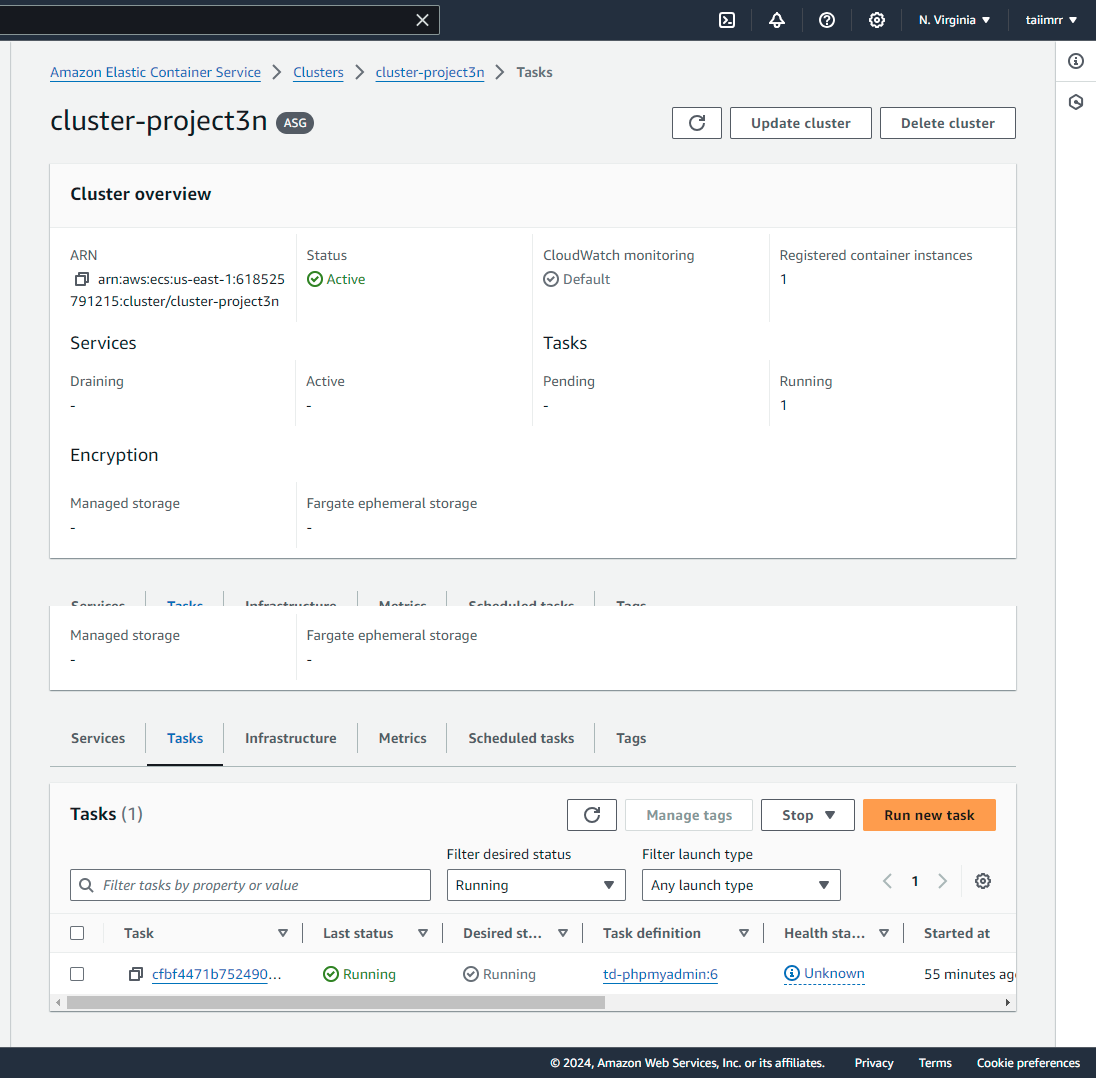 N. Virginia ▼ taiimrr ▼
Amazon Elastic Container Service > Clusters > cluster-project3n > Tasks
cluster-project3n ASG
Update cluster Delete cluster
Cluster overview
ARN Status CloudWatch monitoring Registered container instances
arn:aws:ecs:us-east-1:618525 Active Default 1
791215:cluster/cluster-project3n
Services Tasks
Draining Active Pending Running
- - - 1
Encryption
Managed storage Fargate ephemeral storage
- -
Services Tasks Infrastructure Metrics Scheduled tasks Tags
Managed storage Fargate ephemeral storage
- -
Services Tasks Infrastructure Metrics Scheduled tasks Tags
Tasks (1) Manage tags Stop ▼ Run new task
Filter desired status Filter launch type
Filter tasks by property or value Running Any launch type 1
Task Last status Desired st... Task definition Health sta... Started at
cfbf4471b752490... Running Running td-phpmyadmin:6 Unknown 55 minutes ago
© 2024, Amazon Web Services, Inc. or its affiliates. Privacy Terms Cookie preferences